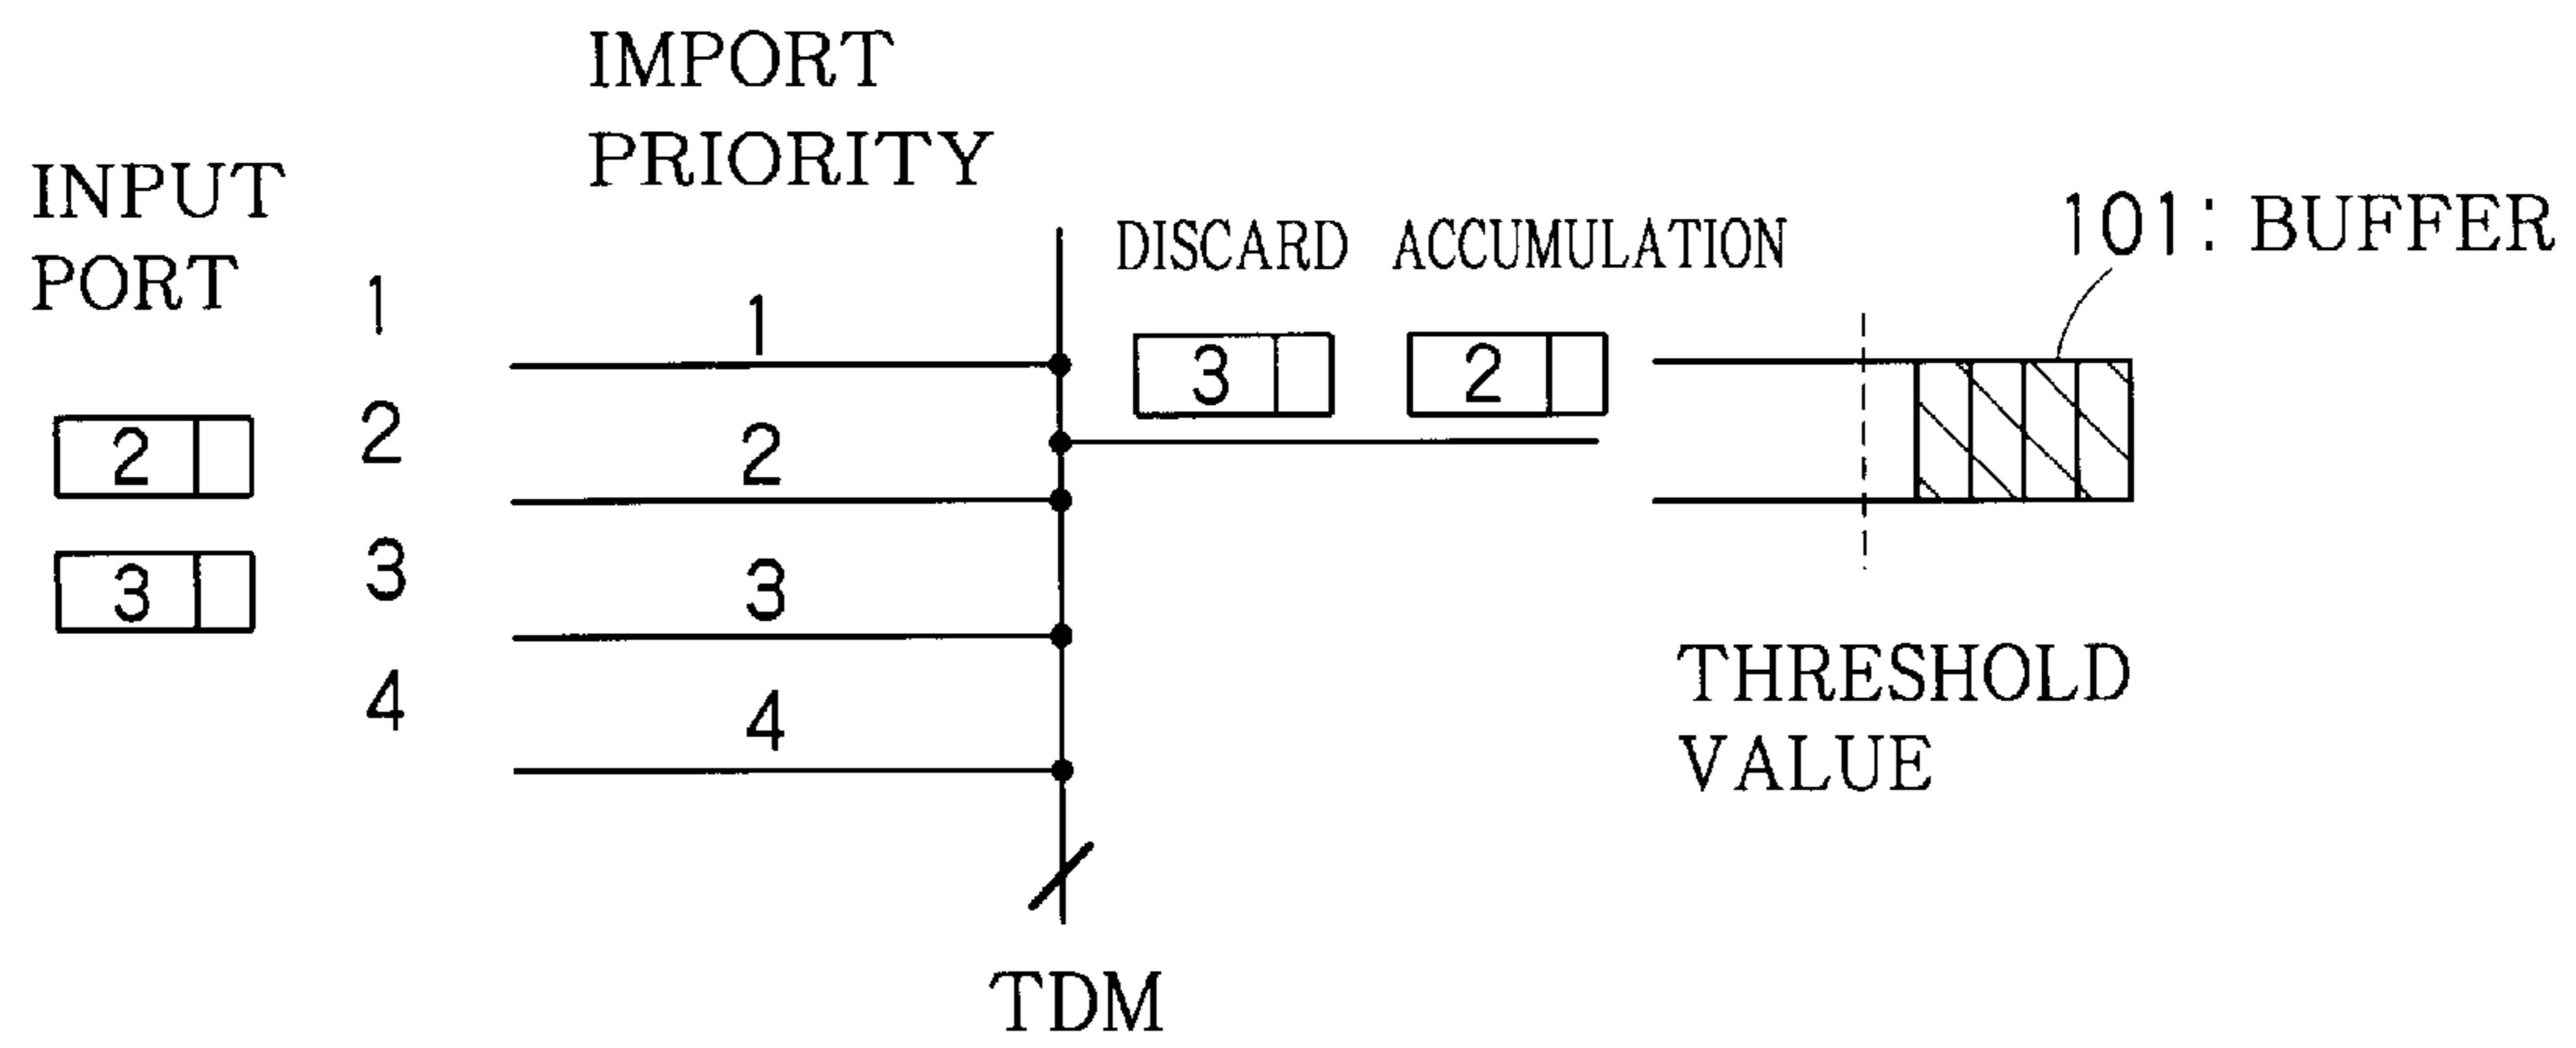 IMPORT
PRIORITY
INPUT
PORT
DISCARD ACCUMULATION
101: BUFFER
1 1
3 2
2 2 2
3 3 3
4 4
THRESHOLD
VALUE
TDM